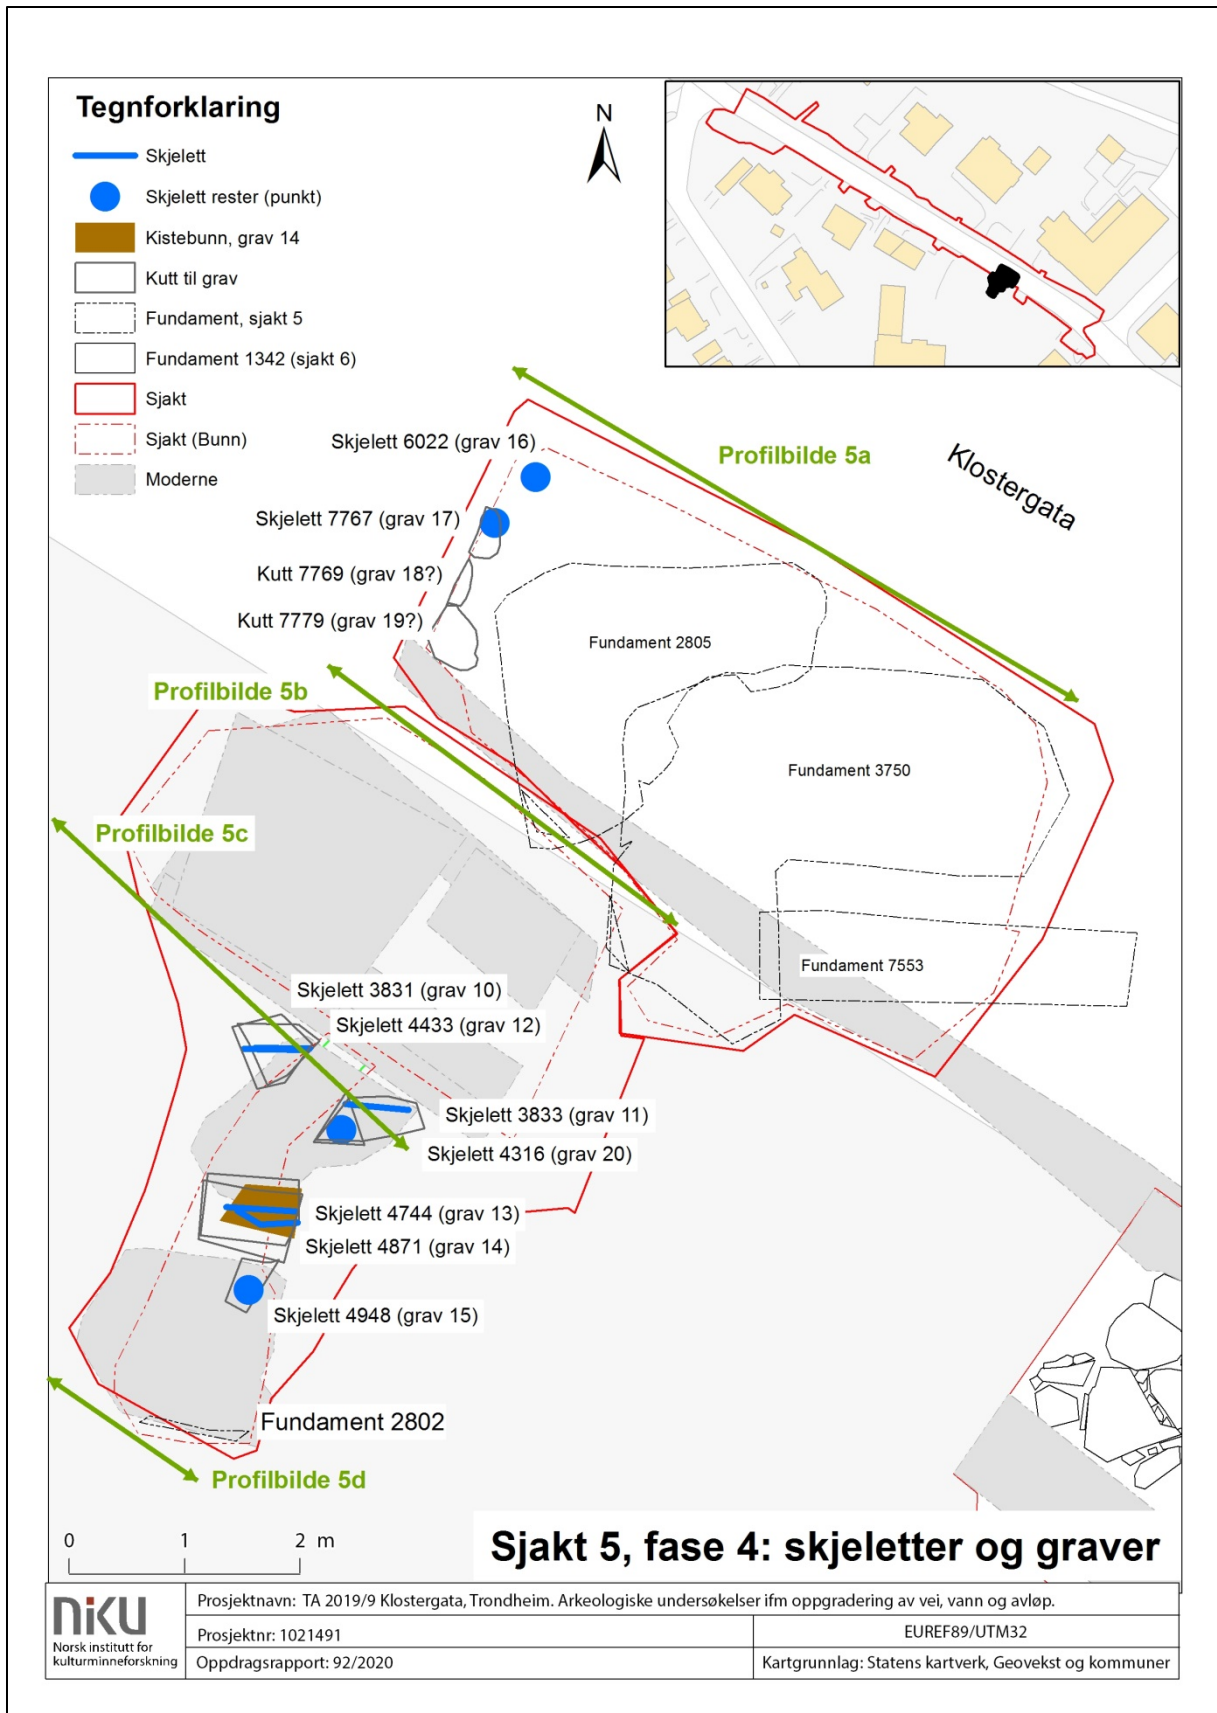 Tegnforklaring
Skjelett
Skjelett rester (punkt)
Kistebunn, grav 14
Kutt til grav
Fundament, sjakt 5
Fundament 1342 (sjakt 6)
Sjakt
Sjakt (Bunn)
Moderne
N
Skjelett 6022 (grav 16)
Profilbilde 5a
Klostergata
Skjelett 7767 (grav 17)
Kutt 7769 (grav 18?)
Kutt 7779 (grav 19?)
Fundament 2805
Profilbilde 5b
Fundament 3750
Profilbilde 5c
Fundament 7553
Skjelett 3831 (grav 10)
Skjelett 4433 (grav 12)
Skjelett 3833 (grav 11)
Skjelett 4316 (grav 20)
Skjelett 4744 (grav 13)
Skjelett 4871 (grav 14)
Skjelett 4948 (grav 15)
Fundament 2802
Profilbilde 5d
0 1 2 m
Sjakt 5, fase 4: skjeletter og graver
niku
Norsk institutt for
kulturminneforskning
Prosjektnavn: TA 2019/9 Klostergata, Trondheim. Arkeologiske undersøkelser ifm oppgradering av vei, vann og avløp.
Prosjektnr: 1021491
EUREF89/UTM32
Oppdragsrapport: 92/2020
Kartgrunnlag: Statens kartverk, Geovekst og kommuner